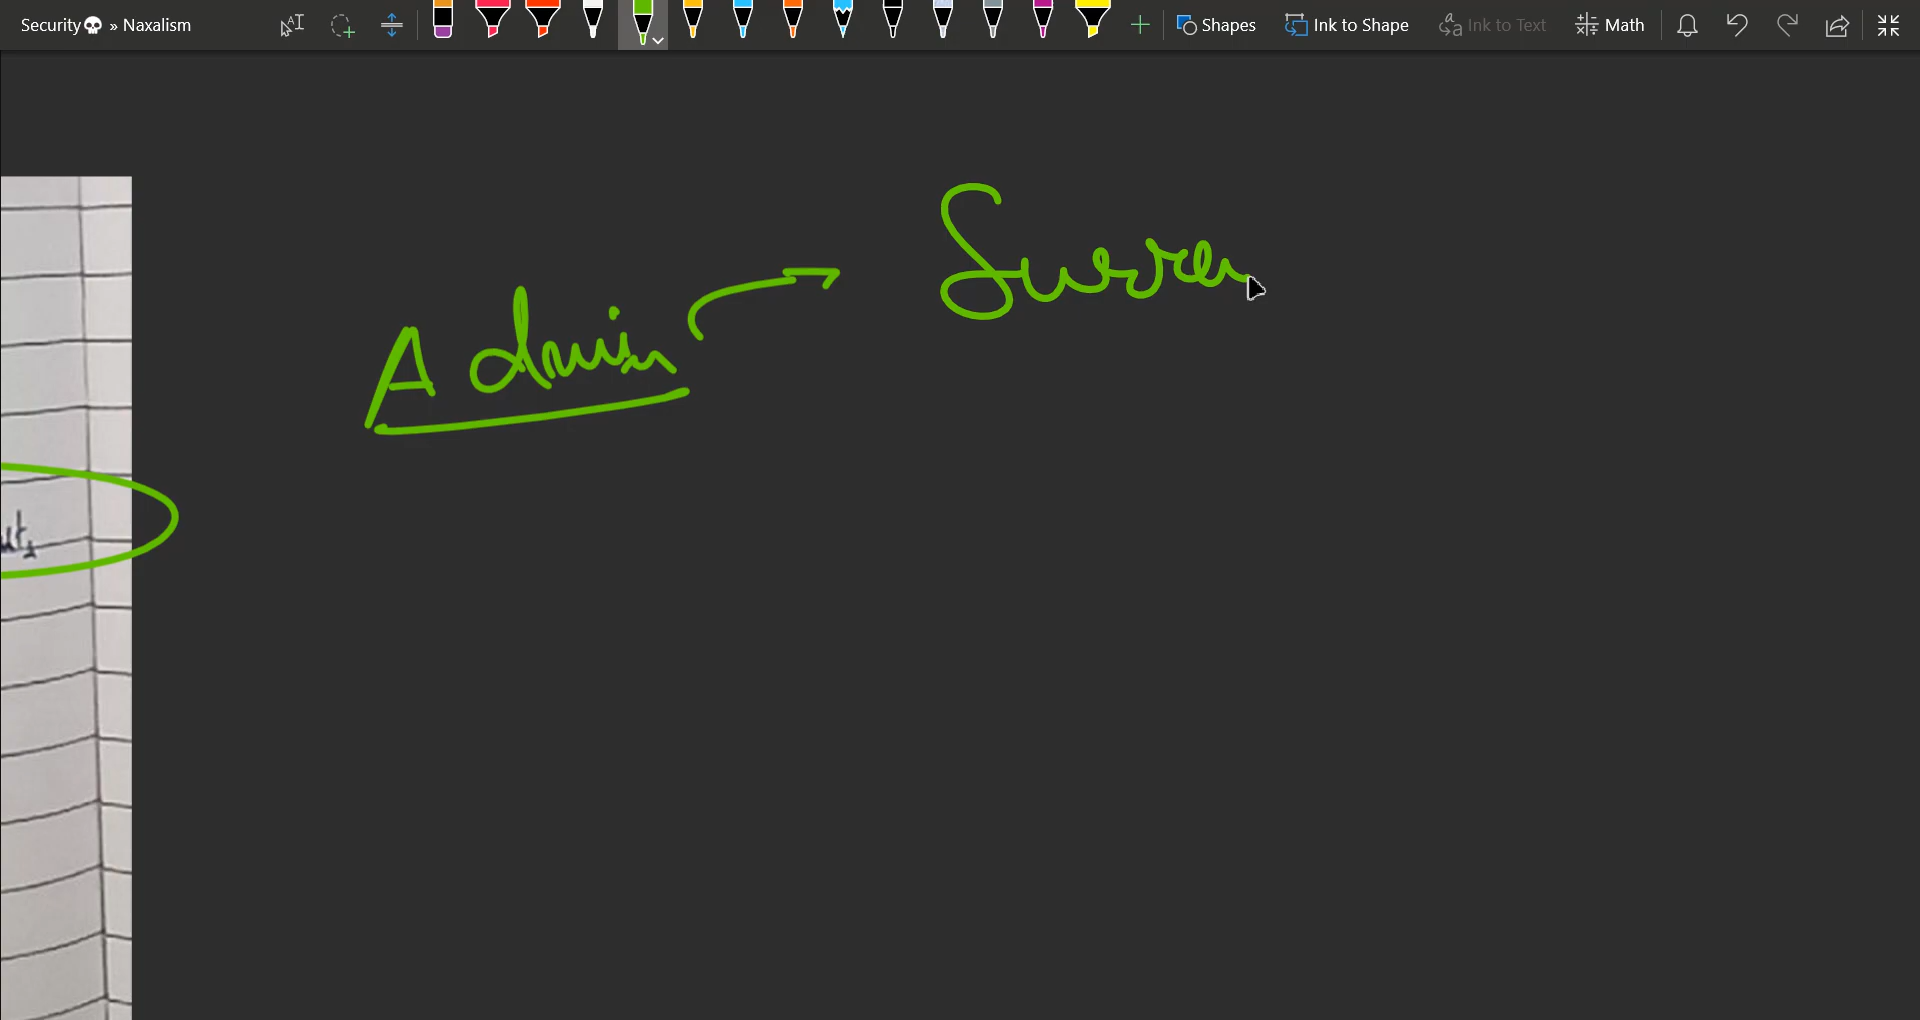 Security💀 » Naxalism
Shapes
Ink to Shape
Ink to Text
Math
Surren
Admin